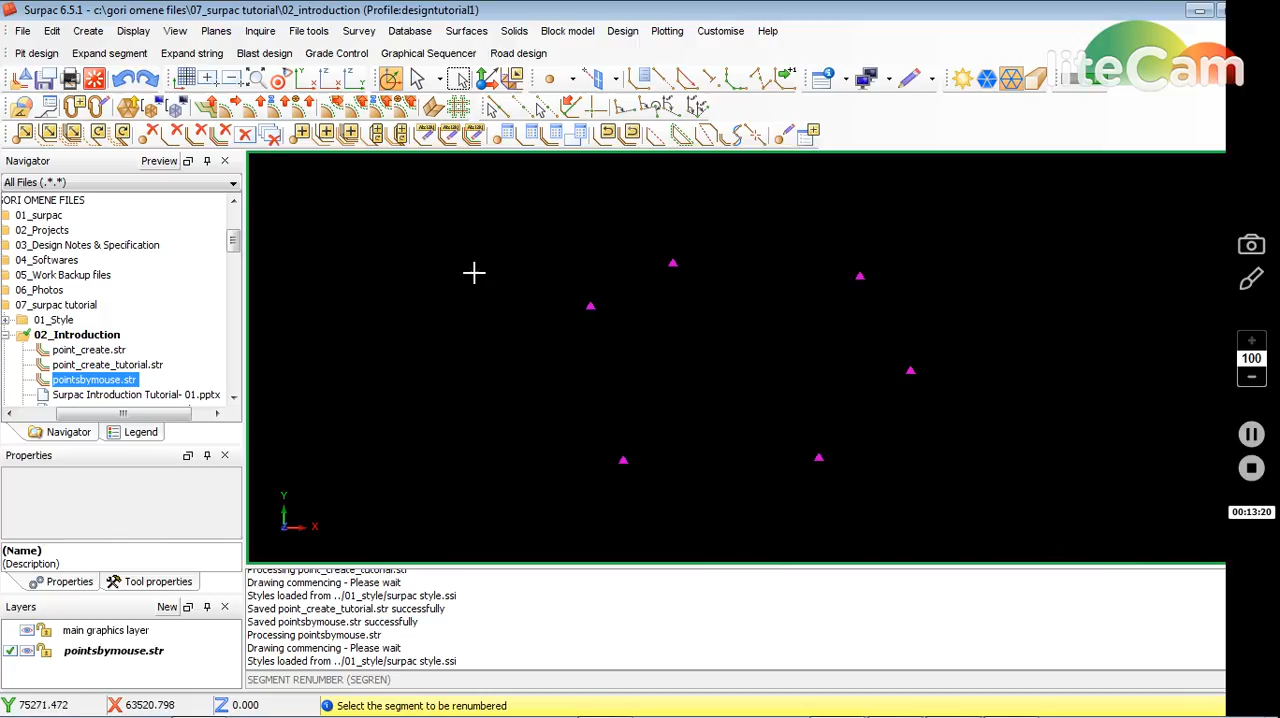 Surpac 6.5.1 - c:\gori omene files\07_surpac tutorial\02_introduction (Profile:designtutorial1)
File Edit Create Display View Planes Inquire File tools Survey Database Surfaces Solids Block model Design Plotting Customise Help
Pit design Expand segment Expand string Blast design Grade Control Graphical Sequencer Road design
liteCam
Navigator Preview
All Files (.*.*)
GORI OMENE FILES
01_surpac
02_Projects
03_Design Notes & Specification
04_Softwares
05_Work Backup files
06_Photos
07_surpac tutorial
01_Style
02_Introduction
point_create.str
point_create_tutorial.str
pointsbymouse.str
Surpac Introduction Tutorial- 01.pptx
Navigator Legend
Properties
(Name)
(Description)
Properties Tool properties
Layers New
main graphics layer
pointsbymouse.str
Y
Z X
Processing point_create_tutorial.str
Drawing commencing - Please wait
Styles loaded from ../01_style/surpac style.ssi
Saved point_create_tutorial.str successfully
Saved pointsbymouse.str successfully
Processing pointsbymouse.str
Drawing commencing - Please wait
Styles loaded from ../01_style/surpac style.ssi
SEGMENT RENUMBER (SEGREN)
Y 75271.472 X 63520.798 Z 0.000 Select the segment to be renumbered
100
00:13:20